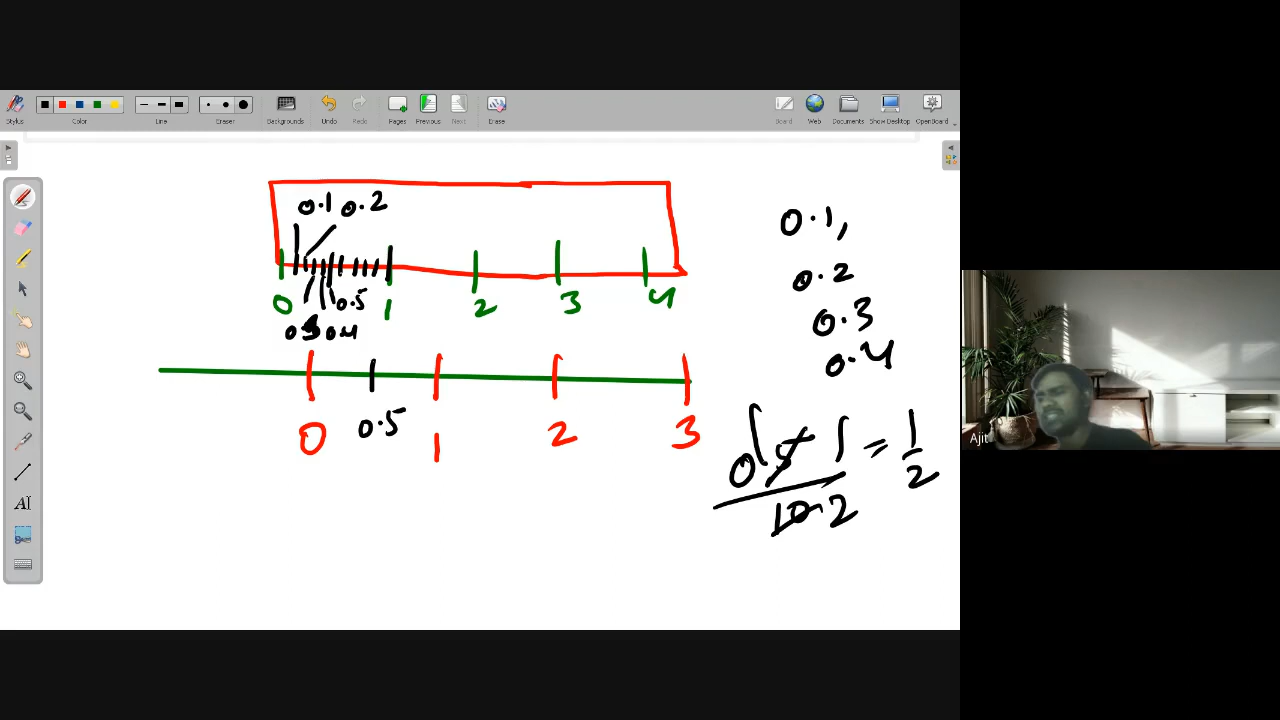 Stylus Color Line Eraser Backgrounds Undo Redo Pages Previous Next Erase Board Web Documents Show Desktop OpenBoard
0.1 0.2
0 0.5 1 2 3 4
0.3 0.4
0 0.5 1 2 3
0.1,
0.2
0.3
0.4
1 = 1
10 2 2
Ajit
AI